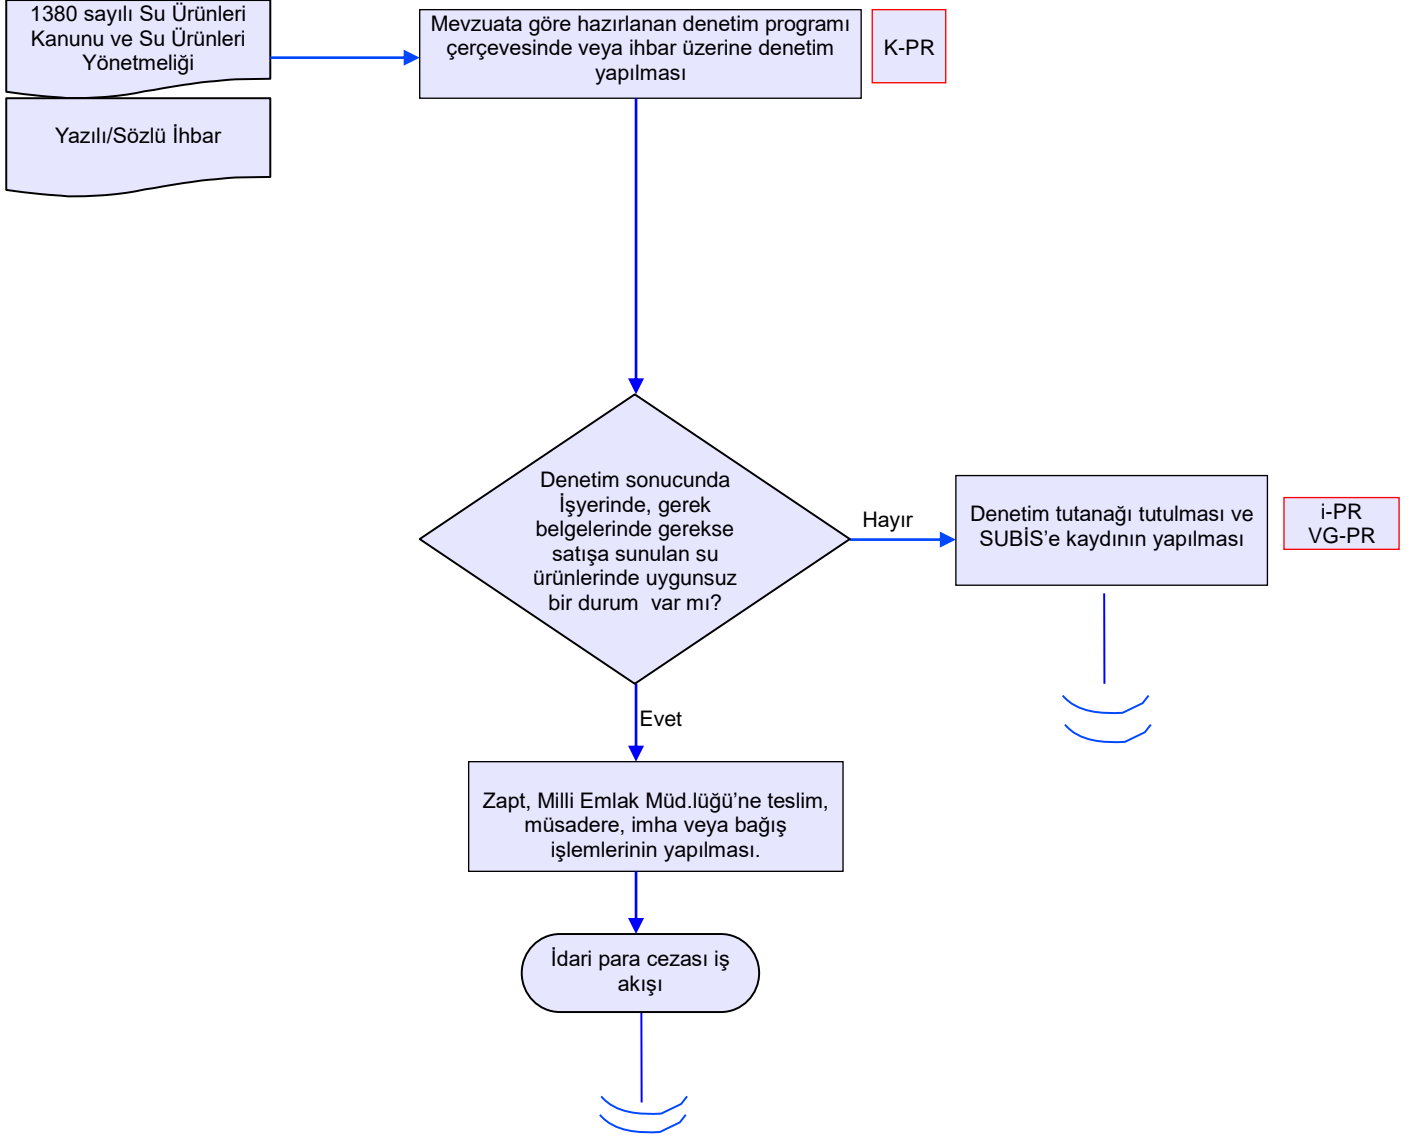 1380 sayılı Su Ürünleri
Kanunu ve Su Ürünleri
Yönetmeliği
Yazılı/Sözlü İhbar
Mevzuata göre hazırlanan denetim programı
çerçevesinde veya ihbar üzerine denetim
yapılması
K-PR
Denetim sonucunda
İşyerinde, gerek
belgelerinde gerekse
satışa sunulan su
ürünlerinde uygunsuz
bir durum  var mı?
Hayır
Denetim tutanağı tutulması ve
SUBİS’e kaydının yapılması
i-PR
VG-PR
Evet
Zapt, Milli Emlak Müd.lüğü’ne teslim,
müsadere, imha veya bağış
işlemlerinin yapılması.
İdari para cezası iş
akışı